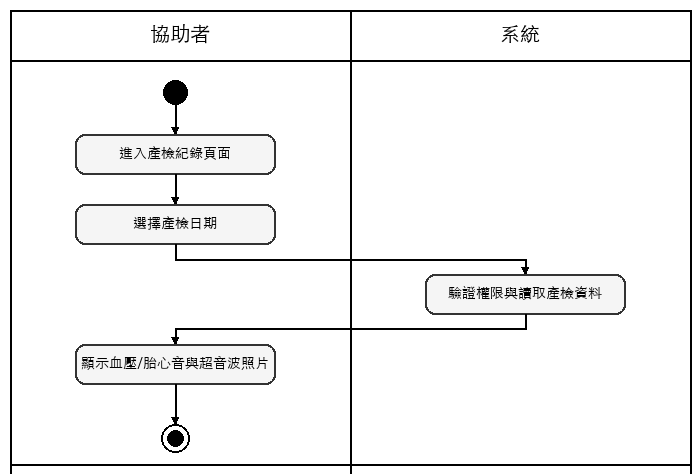 協助者
系統
進入產檢紀錄頁面
選擇產檢日期
驗證權限與讀取產檢資料
顯示血壓/胎心音與超音波照片